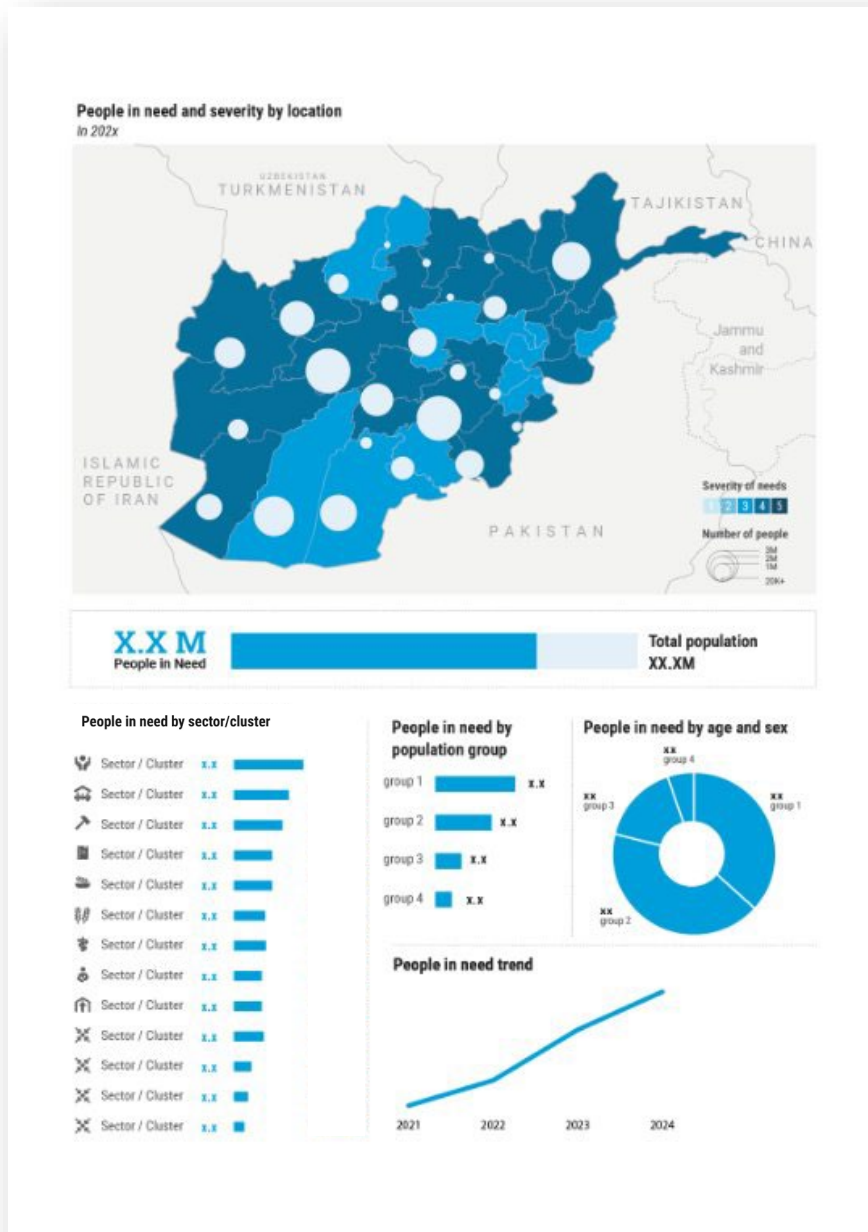 People in need and severity by location
In 202x
UZBEKISTAN
TURKMENISTAN
TAJIKISTAN
CHINA
Jammu
and
Kashmir
ISLAMIC
REPUBLIC
OF IRAN
PAKISTAN
Severity of needs
2 3 4 5
Number of people
3M
2M
1M
20K+
X.X M
People in Need
Total population
XX.XM
People in need by sector/cluster
Sector / Cluster x.x
Sector / Cluster x.x
Sector / Cluster x.x
Sector / Cluster x.x
Sector / Cluster x.x
Sector / Cluster x.x
Sector / Cluster x.x
Sector / Cluster x.x
Sector / Cluster x.x
Sector / Cluster x.x
Sector / Cluster x.x
Sector / Cluster x.x
Sector / Cluster x.x
People in need by
population group
group 1 x.x
group 2 x.x
group 3 x.x
group 4 x.x
People in need by age and sex
xx
group 4
xx
group 1
xx
group 3
xx
group 2
People in need trend
2021 2022 2023 2024